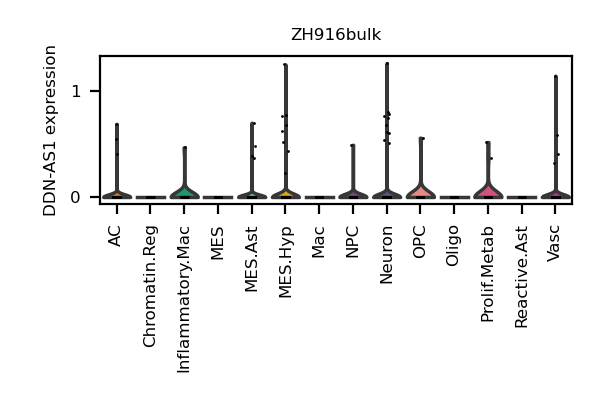 ZH916bulk
DDN-AS1 expression
1
0
AC
Chromatin.Reg
Inflammatory.Mac
MES
MES.Ast
MES.Hyp
Mac
NPC
Neuron
OPC
Oligo
Prolif.Metab
Reactive.Ast
Vasc